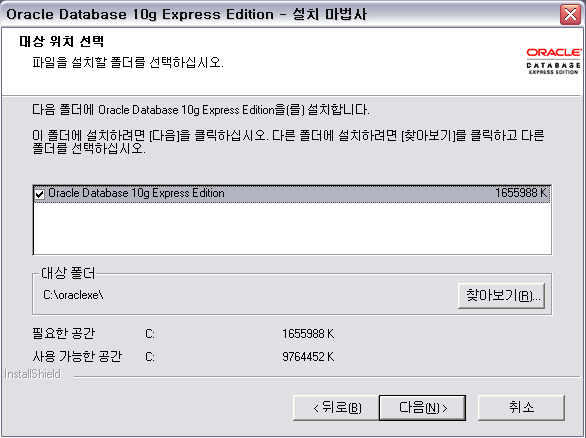 Oracle Database 10g Express Edition - 설치 마법사
대상 위치 선택
파일을 설치할 폴더를 선택하십시오.
ORACLE
DATABASE
EXPRESS EDITION
다음 폴더에 Oracle Database 10g Express Edition을(를) 설치합니다.
이 폴더에 설치하려면 [다음]을 클릭하십시오. 다른 폴더에 설치하려면 [찾아보기]를 클릭하고 다른
폴더를 선택하십시오.
Oracle Database 10g Express Edition 1655988 K
대상 폴더
C:\oraclexe\
찾아보기(R)...
필요한 공간 C: 1655988 K
사용 가능한 공간 C: 9764452 K
InstallShield
< 뒤로(B) 다음(N) > 취소